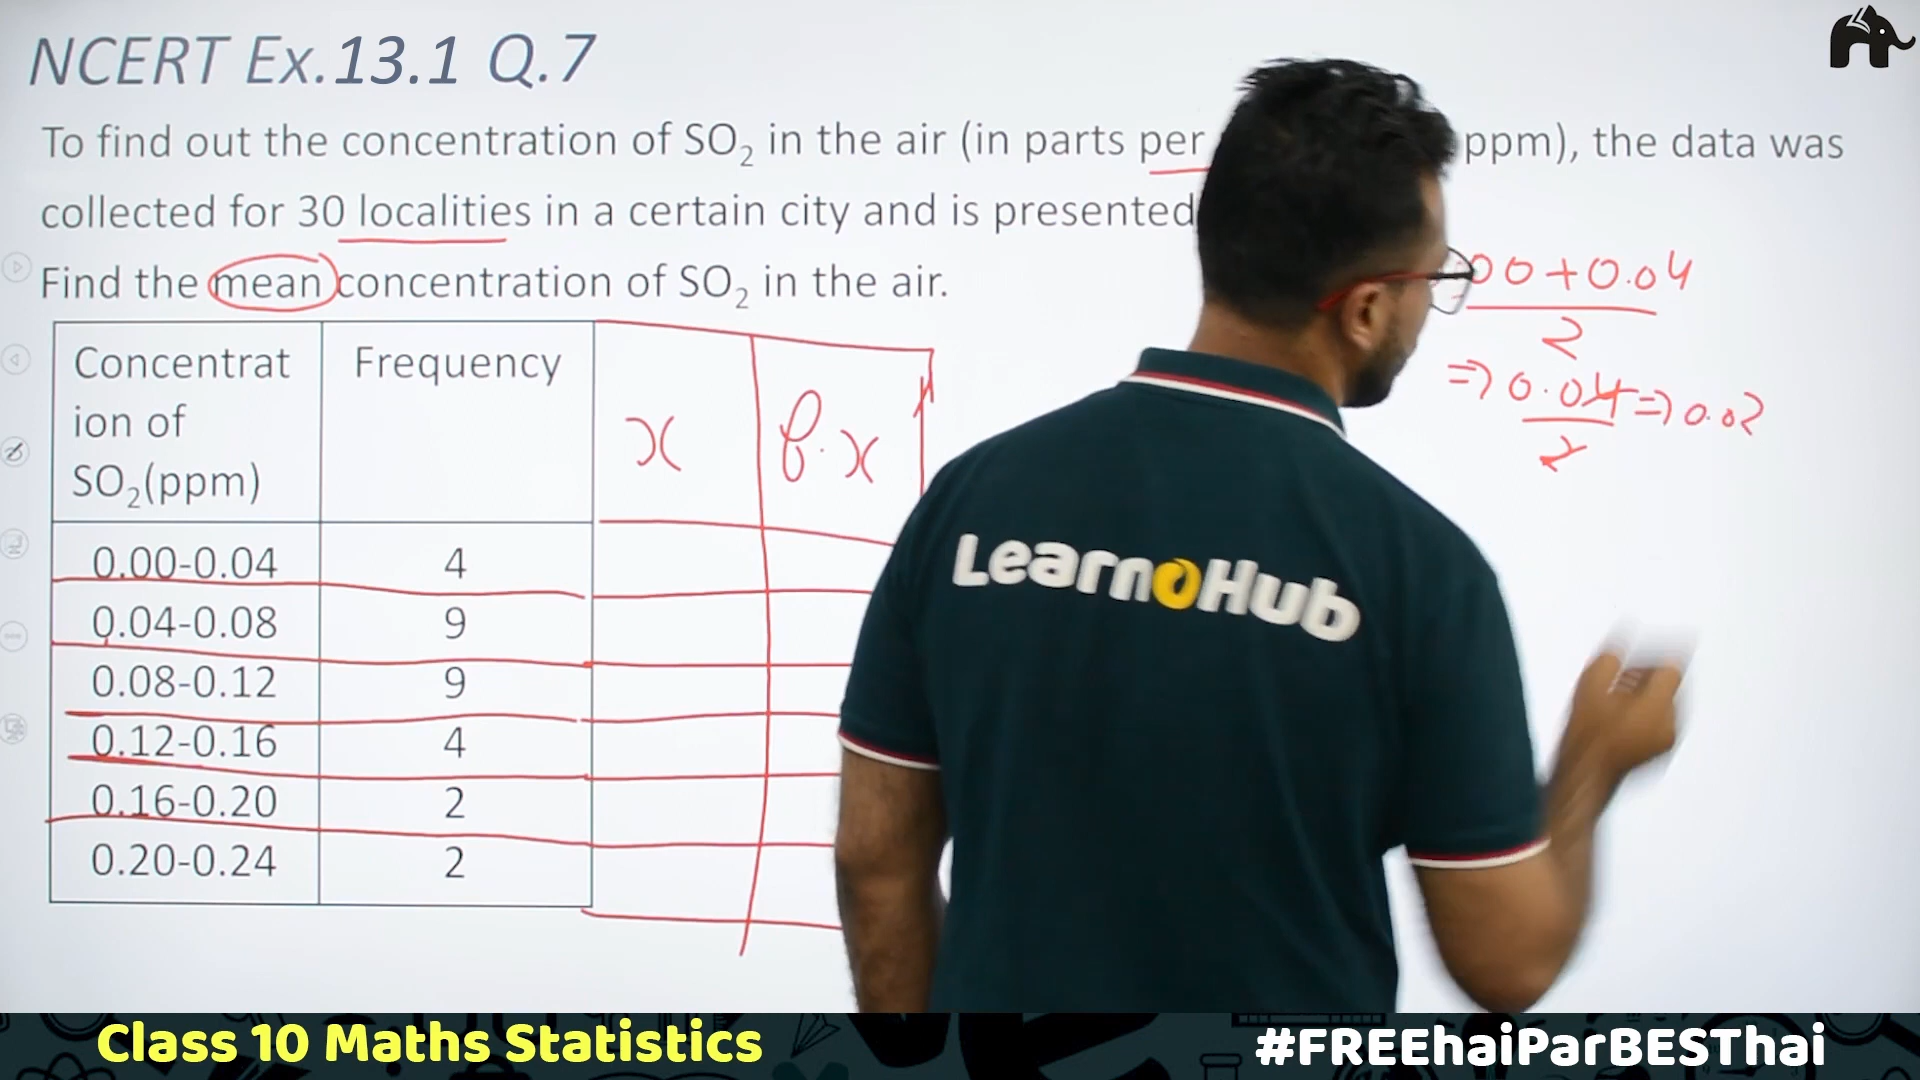 NCERT Ex.13.1 Q.7
To find out the concentration of SO₂ in the air (in parts per ppm), the data was
collected for 30 localities in a certain city and is presented
Find the mean concentration of SO₂ in the air.
Concentrat
ion of
SO₂(ppm)
Frequency
x
f.x
0.00-0.04 4
0.04-0.08 9
0.08-0.12 9
0.12-0.16 4
0.16-0.20 2
0.20-0.24 2
00+0.04
2
⇒ 0.04 ⇒ 0.02
2
LearnoHub
Class 10 Maths Statistics
#FREEhaiParBESThai